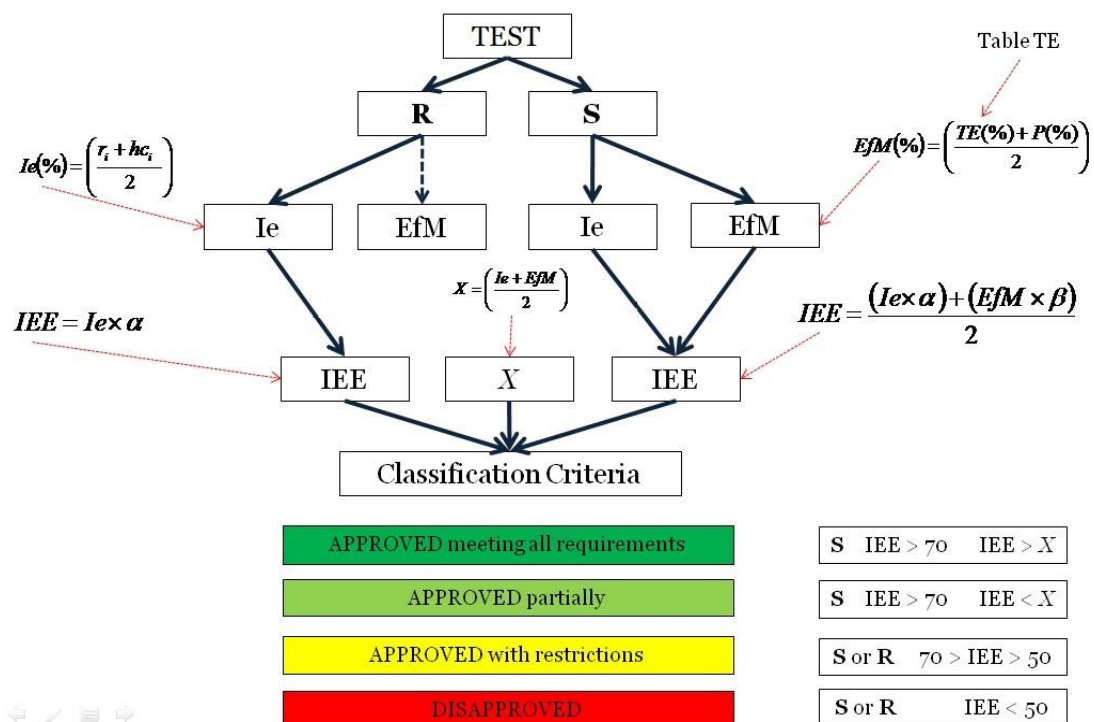 TEST
Table TE
R
S
Ie(%)=((r_i + hc_i)/2)
EfM(%)=((TE(%)+P(%))/2)
Ie
EfM
Ie
EfM
X=((Ie+EfM)/2)
IEE = Ie×α
IEE = ((Ie×α)+(EfM×β))/2
IEE
X
IEE
Classification Criteria
APPROVED meeting all requirements
S IEE > 70 IEE > X
APPROVED partially
S IEE > 70 IEE < X
APPROVED with restrictions
S or R 70 > IEE > 50
DISAPPROVED
S or R IEE < 50